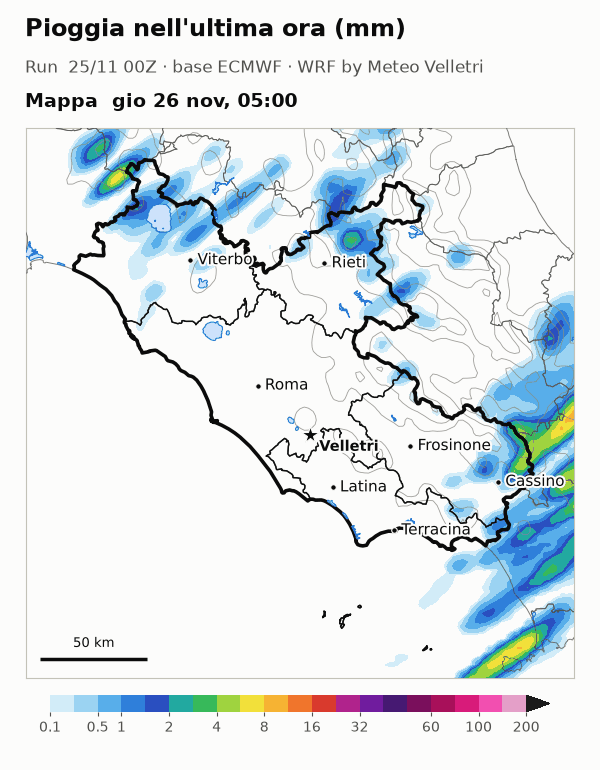 Pioggia nell'ultima ora (mm)
Run  25/11 00Z · base ECMWF · WRF by Meteo Velletri
Mappa  gio 26 nov, 05:00
Viterbo
Rieti
Roma
Velletri
Frosinone
Cassino
Latina
Terracina
50 km
0.1 0.5 1 2 4 8 16 32 60 100 200